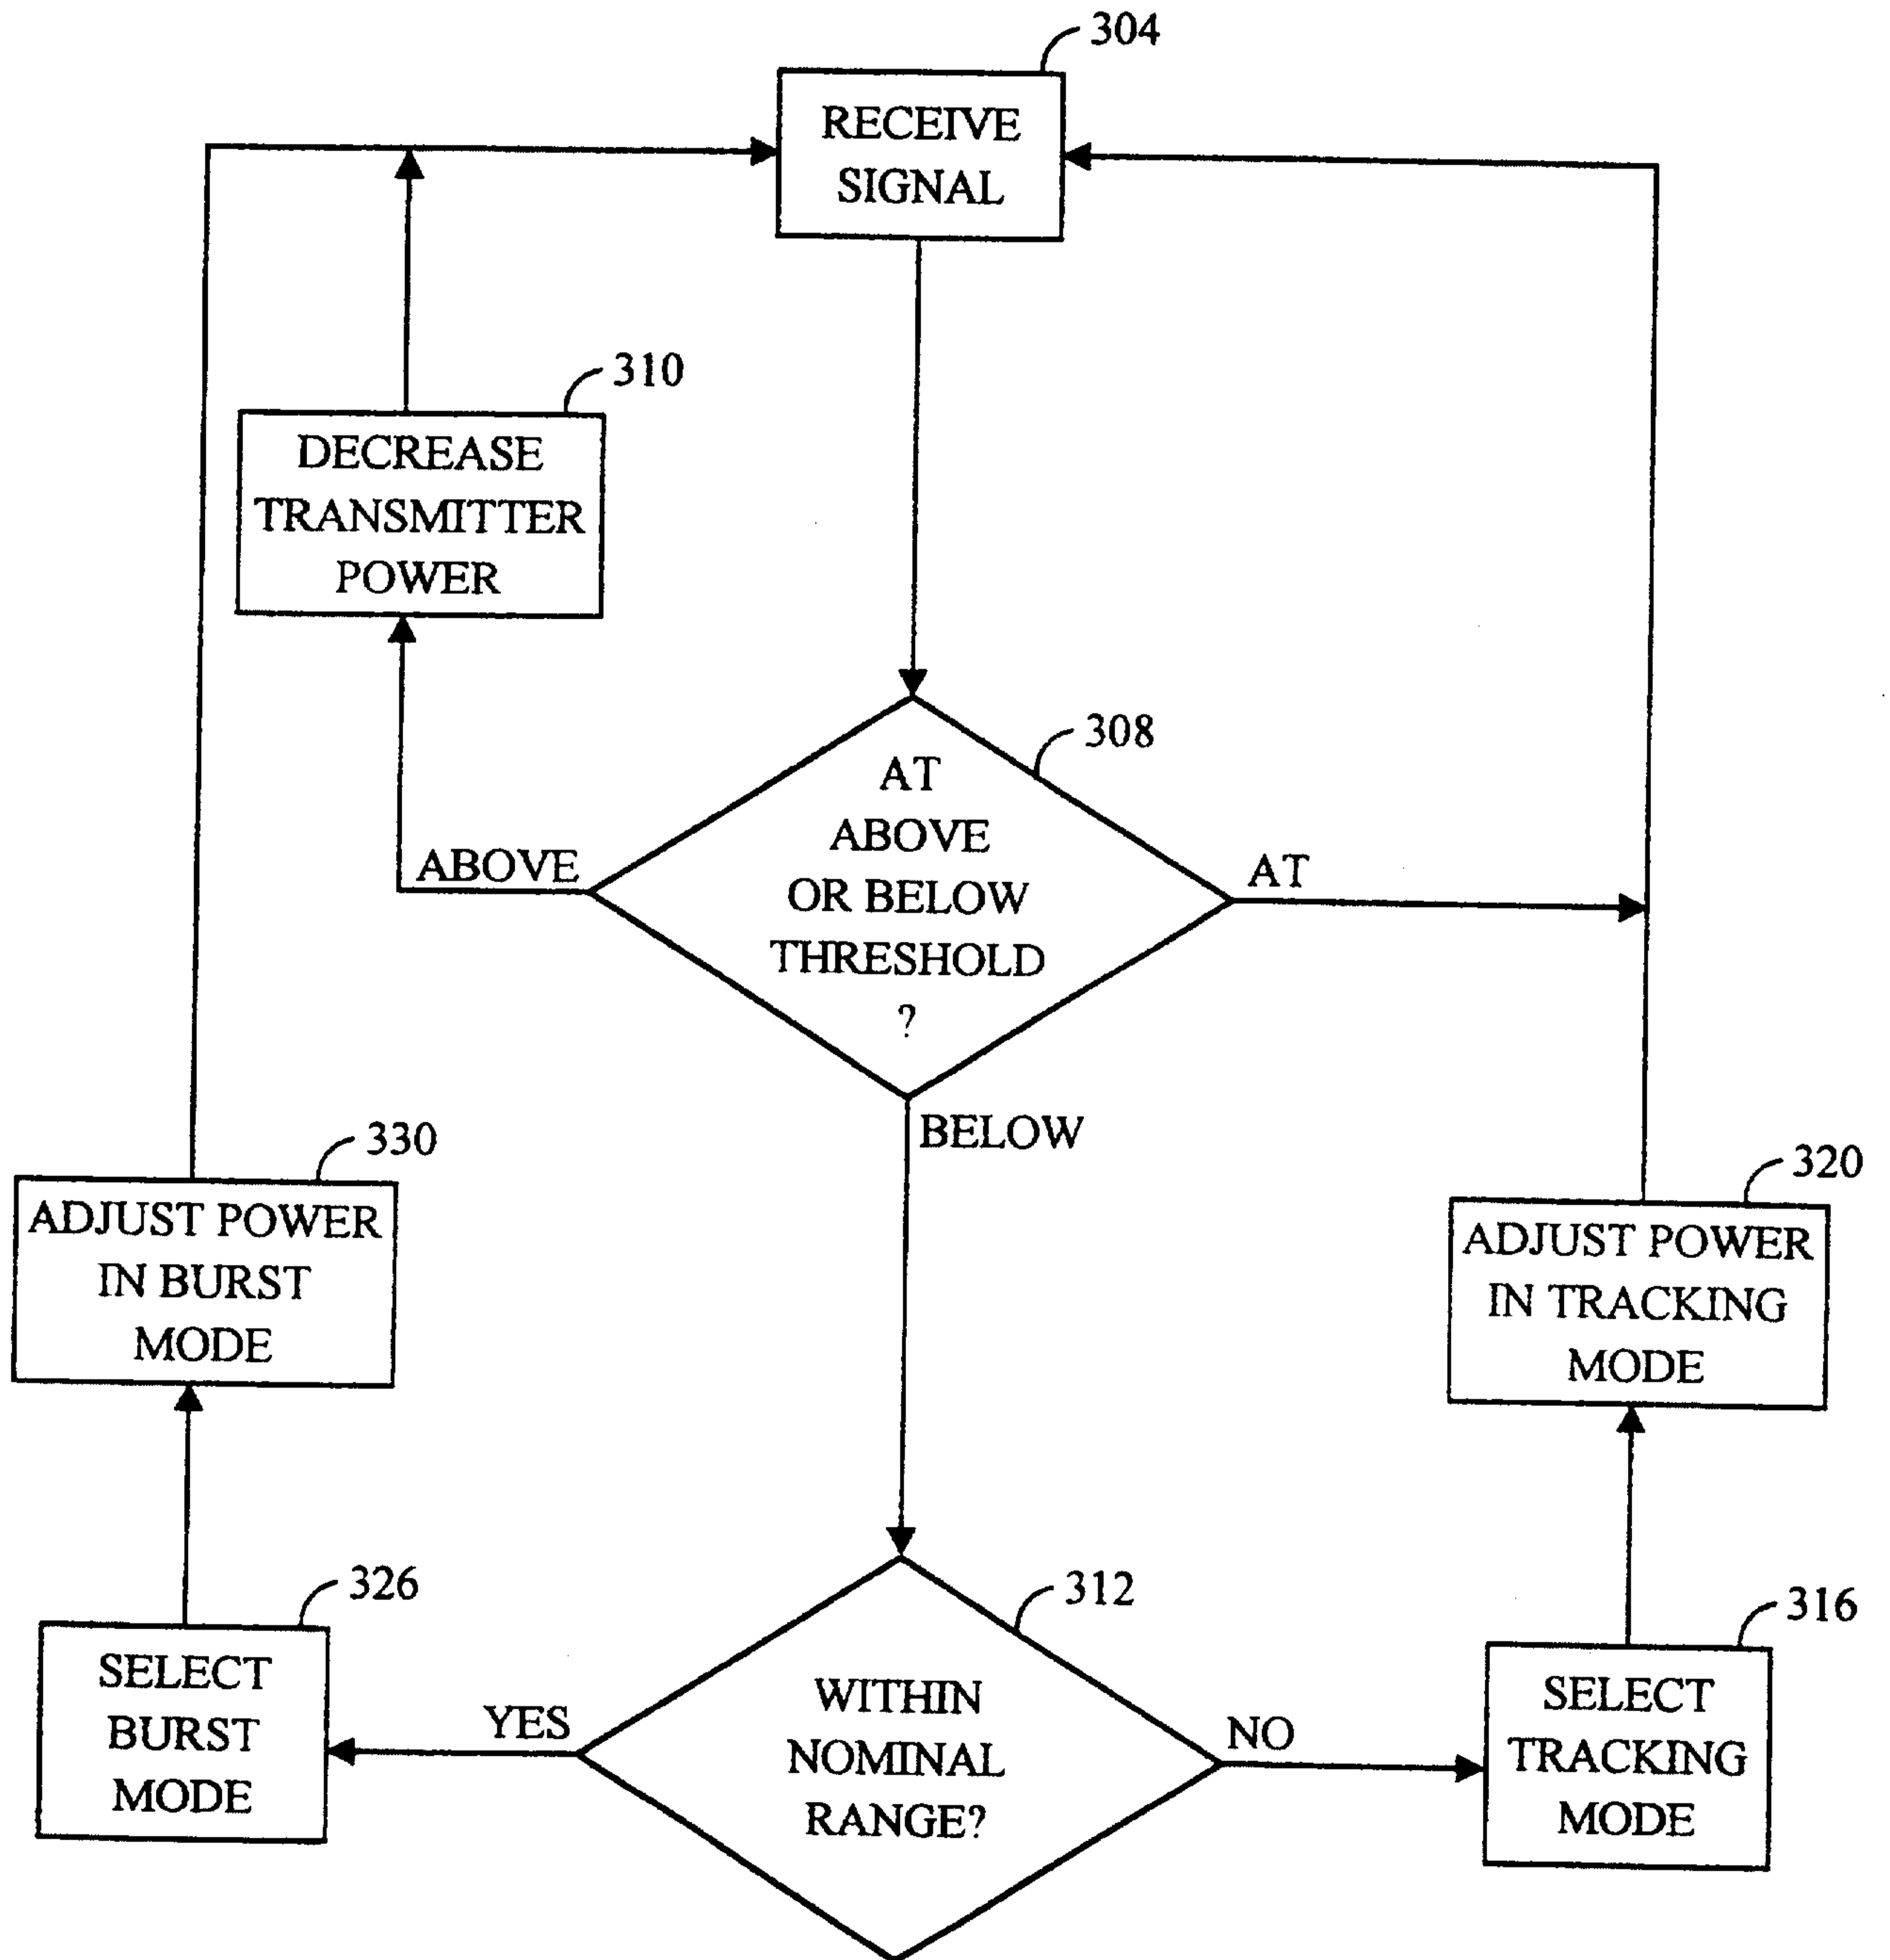 304
RECEIVE
SIGNAL
310
DECREASE
TRANSMITTER
POWER
308
AT
ABOVE
OR BELOW
THRESHOLD
?
ABOVE
AT
BELOW
330
ADJUST POWER
IN BURST
MODE
320
ADJUST POWER
IN TRACKING
MODE
326
SELECT
BURST
MODE
312
WITHIN
NOMINAL
RANGE?
YES
NO
316
SELECT
TRACKING
MODE